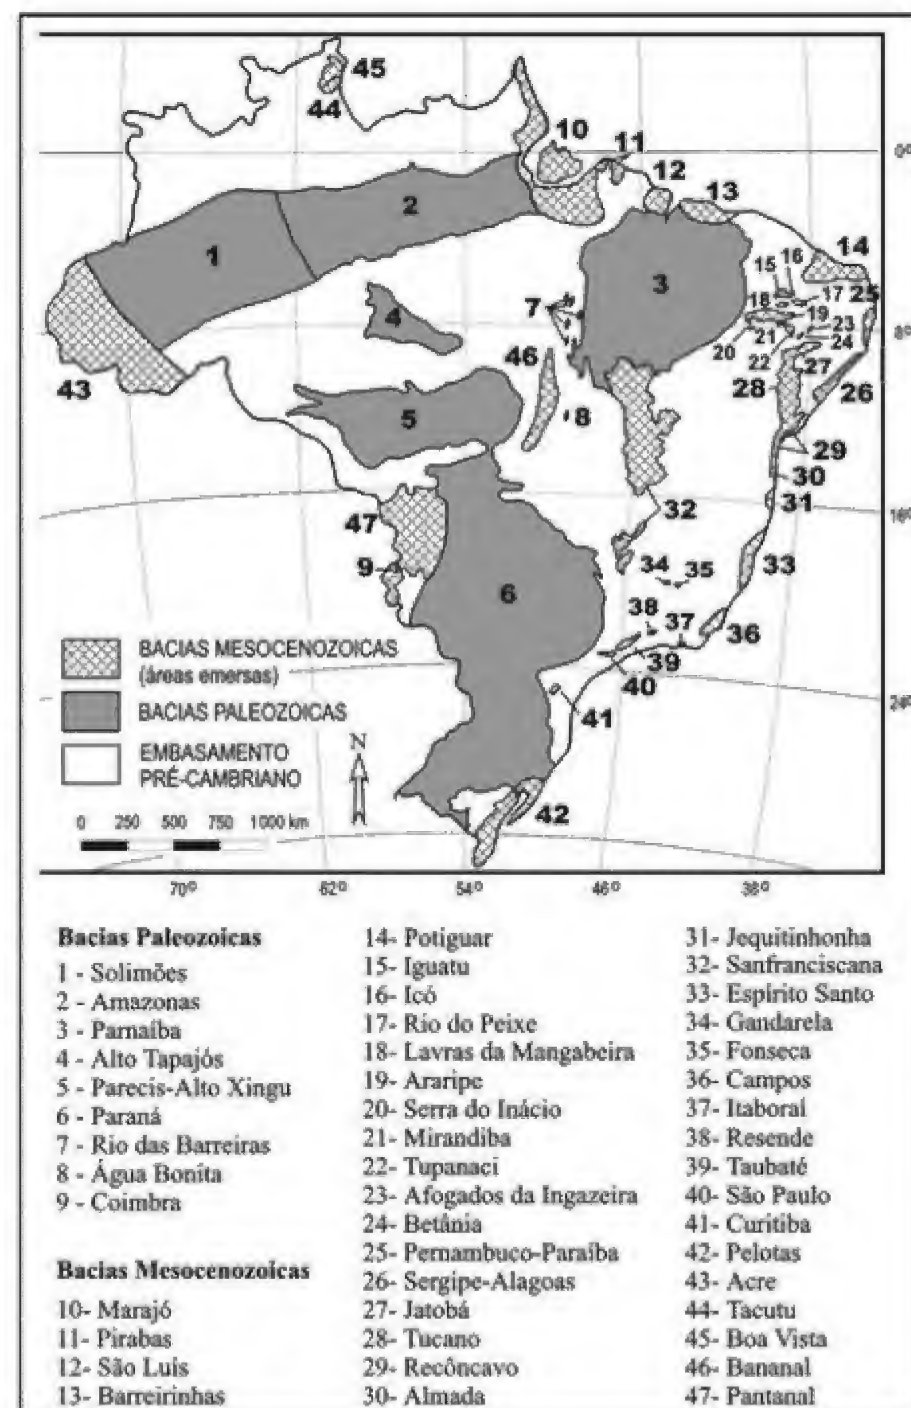 45
44
10
11
0º
12
13
2
1
14
3
16
15
17
25
7
18
19
4
23
8º
21
24
20
46
22
27
43
28
26
5
8
29
30
47
32
31
16º
9
34
35
33
6
38
37
36
BACIAS MESOCENOZOICAS
(áreas emersas)
39
40
24º
BACIAS PALEOZOICAS
41
EMBASAMENTO
PRÉ-CAMBRIANO
N
0 250 500 750 1000 km
42
70º 62º 54º 46º 38º
Bacias Paleozoicas
1 - Solimões
2 - Amazonas
3 - Parnaíba
4 - Alto Tapajós
5 - Parecis-Alto Xingu
6 - Paraná
7 - Rio das Barreiras
8 - Água Bonita
9 - Coimbra
Bacias Mesocenozoicas
10- Marajó
11- Pirabas
12- São Luís
13- Barreirinhas
14- Potiguar
15- Iguatu
16- Icó
17- Rio do Peixe
18- Lavras da Mangabeira
19- Araripe
20- Serra do Inácio
21- Mirandiba
22- Tupanaci
23- Afogados da Ingazeira
24- Betânia
25- Pernambuco-Paraíba
26- Sergipe-Alagoas
27- Jatobá
28- Tucano
29- Recôncavo
30- Almada
31- Jequitinhonha
32- Sanfranciscana
33- Espírito Santo
34- Gandarela
35- Fonseca
36- Campos
37- Itaboraí
38- Resende
39- Taubaté
40- São Paulo
41- Curitiba
42- Pelotas
43- Acre
44- Tacutu
45- Boa Vista
46- Bananal
47- Pantanal